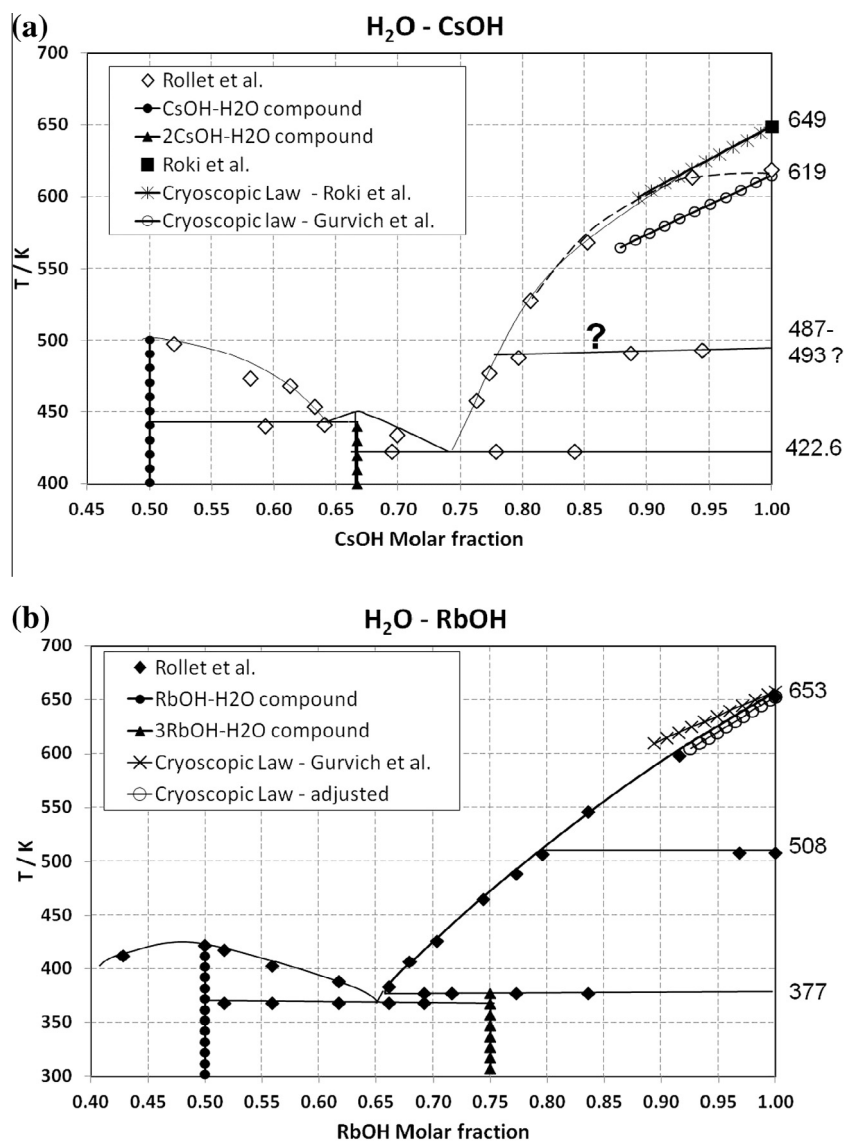 (a)
H2O - CsOH
700
650
600
550
500
450
400
T / K
Rollet et al.
CsOH-H2O compound
2CsOH-H2O compound
Roki et al.
Cryoscopic Law - Roki et al.
Cryoscopic law - Gurvich et al.
?
649
619
487-
493 ?
422.6
0.45 0.50 0.55 0.60 0.65 0.70 0.75 0.80 0.85 0.90 0.95 1.00
CsOH Molar fraction
(b)
H2O - RbOH
700
650
600
550
500
450
400
350
300
T / K
Rollet et al.
RbOH-H2O compound
3RbOH-H2O compound
Cryoscopic Law - Gurvich et al.
Cryoscopic Law - adjusted
653
508
377
0.40 0.45 0.50 0.55 0.60 0.65 0.70 0.75 0.80 0.85 0.90 0.95 1.00
RbOH Molar fraction